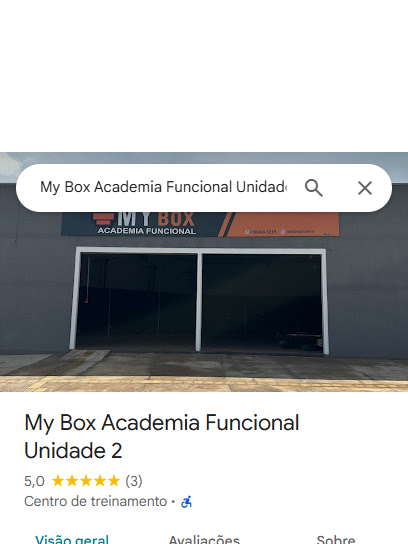 My Box Academia Funcional Unidad
MY BOX
ACADEMIA FUNCIONAL
My Box Academia Funcional
Unidade 2
5,0 (3)
Centro de treinamento ·
Visão geral Avaliações Sobre